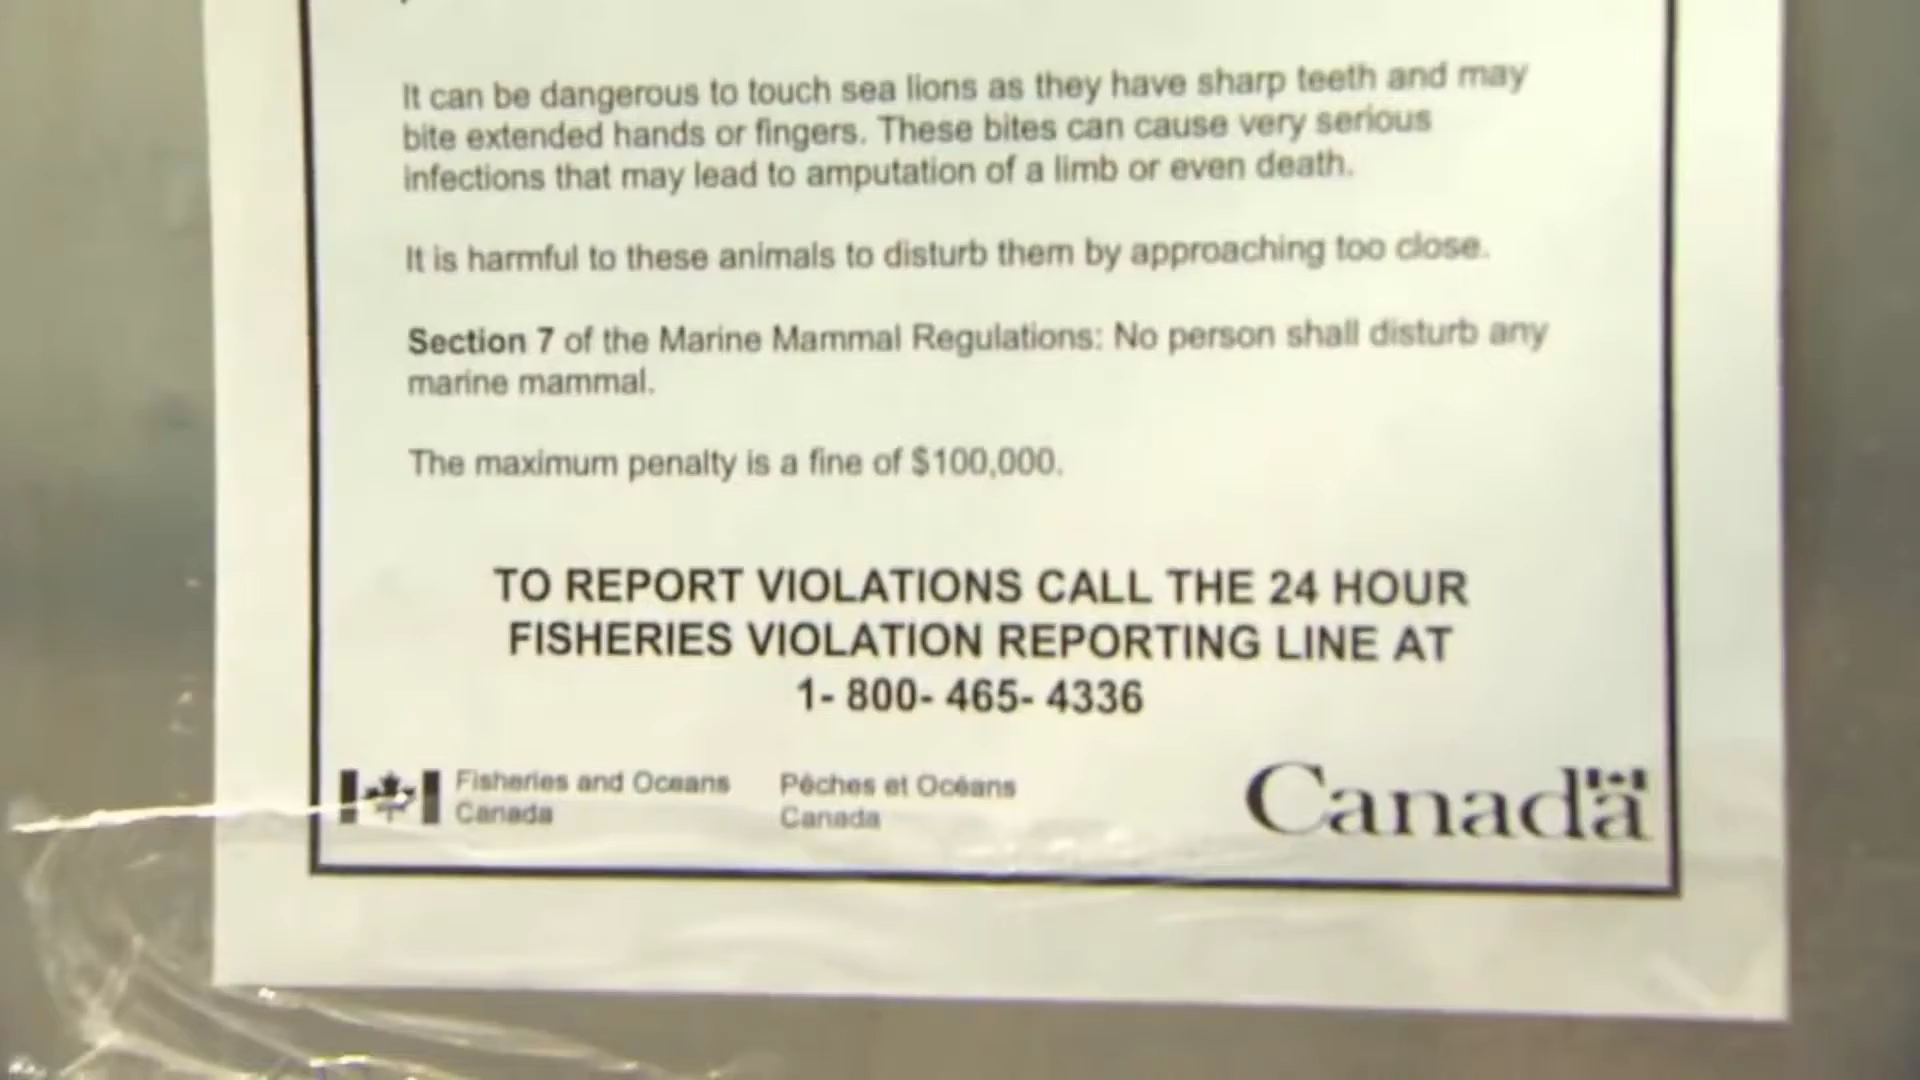 It can be dangerous to touch sea lions as they have sharp teeth and may
bite extended hands or fingers. These bites can cause very serious
infections that may lead to amputation of a limb or even death.
It is harmful to these animals to disturb them by approaching too close.
Section 7 of the Marine Mammal Regulations: No person shall disturb any
marine mammal.
The maximum penalty is a fine of $100,000.
TO REPORT VIOLATIONS CALL THE 24 HOUR
FISHERIES VIOLATION REPORTING LINE AT
1- 800- 465- 4336
Fisheries and Oceans
Canada
Pêches et Océans
Canada
Canada